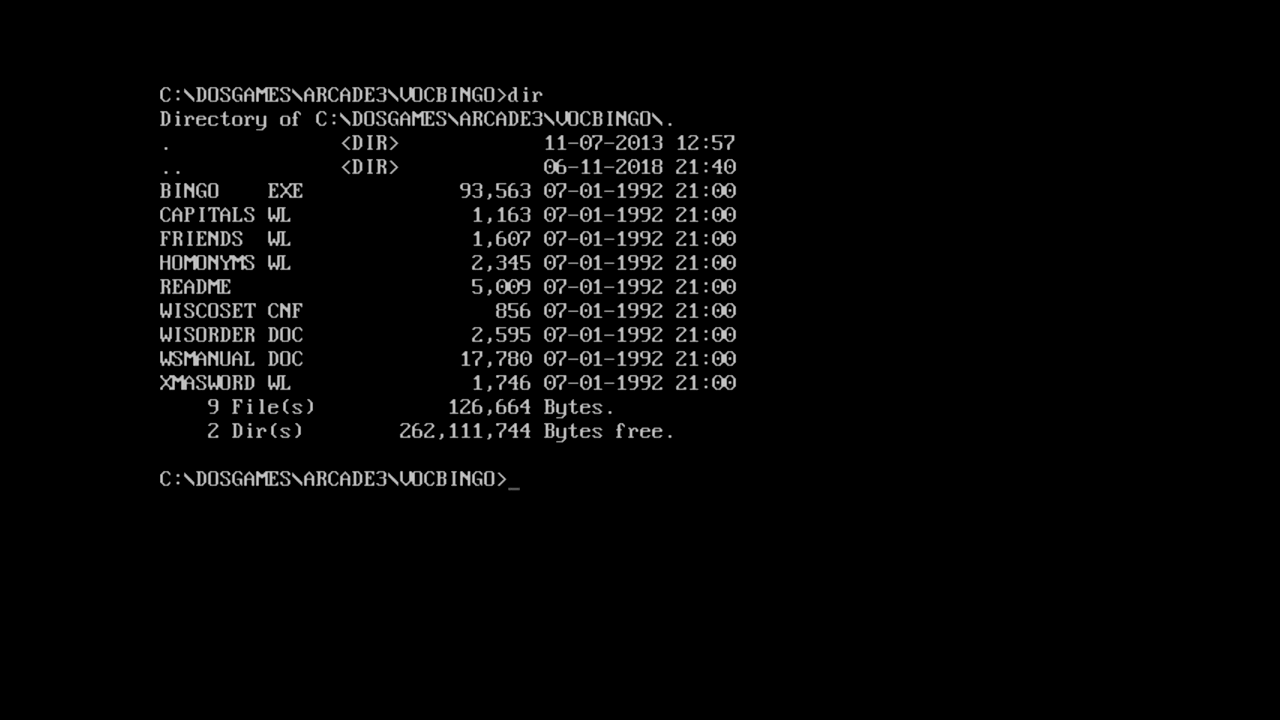 C:\DOSGAMES\ARCADE3\VOCBINGO>dir
Directory of C:\DOSGAMES\ARCADE3\VOCBINGO\.
. <DIR> 11-07-2013 12:57
.. <DIR> 06-11-2018 21:40
BINGO EXE 93,563 07-01-1992 21:00
CAPITALS WL 1,163 07-01-1992 21:00
FRIENDS WL 1,607 07-01-1992 21:00
HOMONYMS WL 2,345 07-01-1992 21:00
README 5,009 07-01-1992 21:00
WISCOSET CNF 856 07-01-1992 21:00
WISORDER DOC 2,595 07-01-1992 21:00
WSMANUAL DOC 17,780 07-01-1992 21:00
XMASWORD WL 1,746 07-01-1992 21:00
9 File(s) 126,664 Bytes.
2 Dir(s) 262,111,744 Bytes free.
C:\DOSGAMES\ARCADE3\VOCBINGO>_